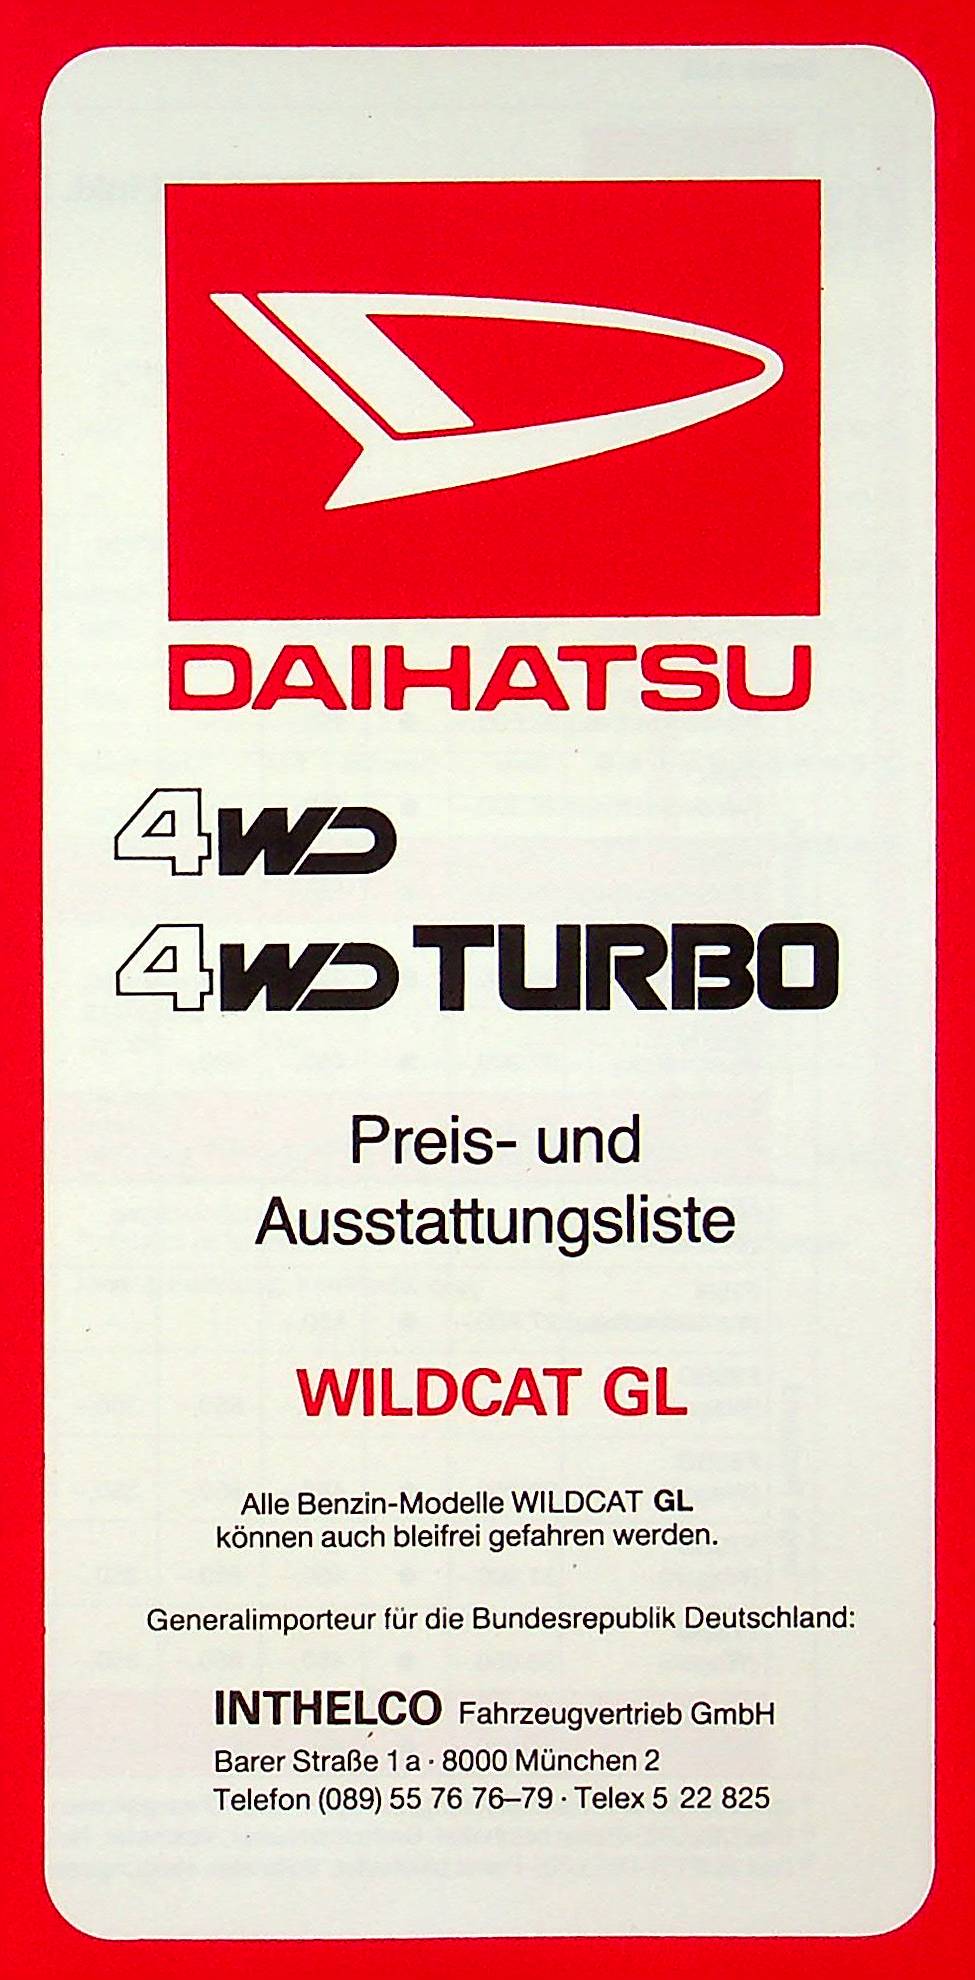 DAIHATSU
4WD
4WD TURBO
Preis- und
Ausstattungsliste
WILDCAT GL
Alle Benzin-Modelle WILDCAT GL
können auch bleifrei gefahren werden.
Generalimporteur für die Bundesrepublik Deutschland:
INTHELCO Fahrzeugvertrieb GmbH
Barer Straße 1 a · 8000 München 2
Telefon (089) 55 76 76–79 · Telex 5 22 825